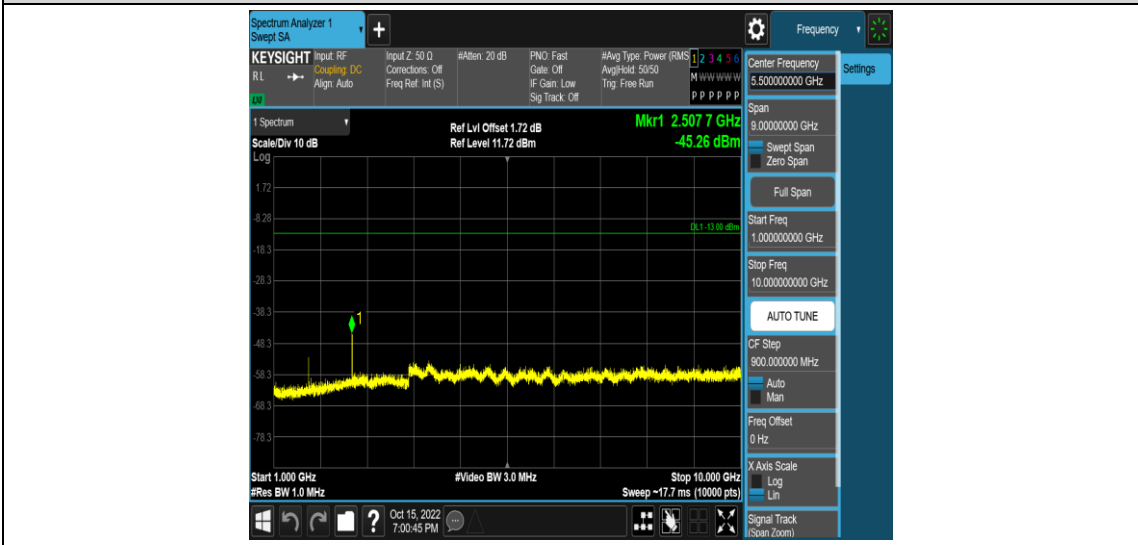 Spectrum Analyzer 1
Swept SA
Frequency
KEYSIGHT
R L
LXI
Input: RF
Coupling: DC
Align: Auto
Input Z: 50 Ω
Corrections: Off
Freq Ref: Int (S)
#Atten: 20 dB
PNO: Fast
Gate: Off
IF Gain: Low
Sig Track: Off
#Avg Type: Power (RMS
Avg|Hold: 50/50
Trig: Free Run
1 2 3 4 5 6
M W W W W W
P P P P P P
Center Frequency
5.500000000 GHz
Settings
Span
9.00000000 GHz
Swept Span
Zero Span
Full Span
Start Freq
1.000000000 GHz
Stop Freq
10.000000000 GHz
AUTO TUNE
CF Step
900.000000 MHz
Auto
Man
Freq Offset
0 Hz
X Axis Scale
Log
Lin
Signal Track
(Span Zoom)
1 Spectrum
Scale/Div 10 dB
Log
Ref Lvl Offset 1.72 dB
Ref Level 11.72 dBm
Mkr1 2.507 7 GHz
-45.26 dBm
1.72
-8.28
DL1 -13.00 dBm
-18.3
-28.3
-38.3
1
-48.3
-58.3
-68.3
-78.3
Start 1.000 GHz
#Video BW 3.0 MHz
Stop 10.000 GHz
#Res BW 1.0 MHz
Sweep ~17.7 ms (10000 pts)
?
Oct 15, 2022
7:00:45 PM